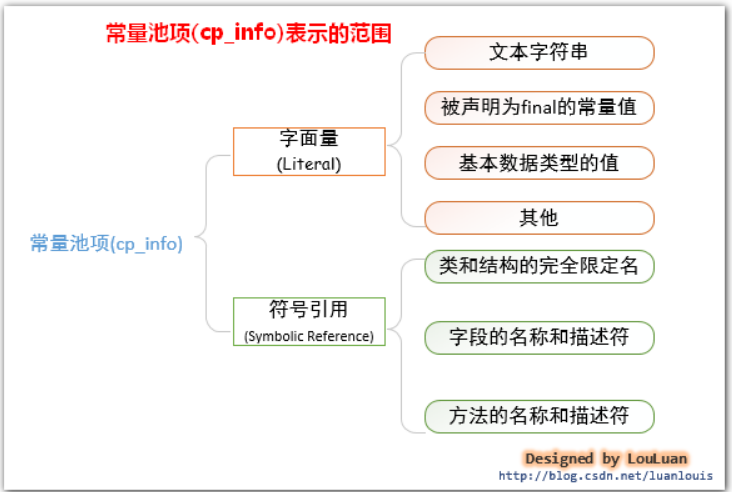 常量池项(cp_info)表示的范围
文本字符串
被声明为final的常量值
字面量
(Literal)
基本数据类型的值
其他
常量池项(cp_info)
类和结构的完全限定名
符号引用
(Symbolic Reference)
字段的名称和描述符
方法的名称和描述符
Designed by LouLuan
http://blog.csdn.net/luanlouis